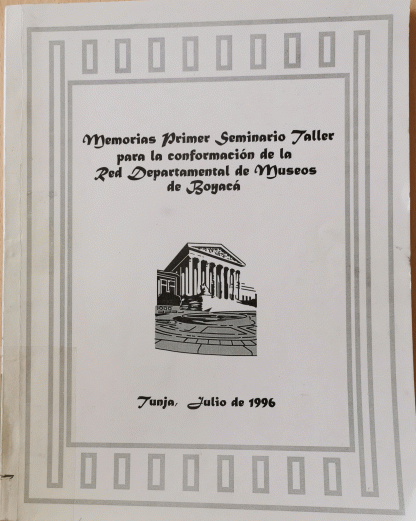 Memorias Primer Seminario Taller
para la conformación de la
Red Departamental de Museos
de Boyacá
Tunja, Julio de 1996